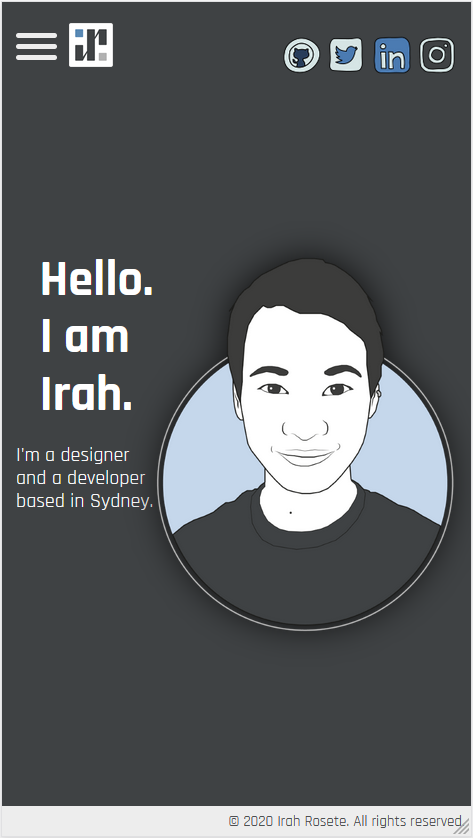 ir
in
Hello.
I am
Irah.
I'm a designer
and a developer
based in Sydney.
© 2020 Irah Rosete. All rights reserved.